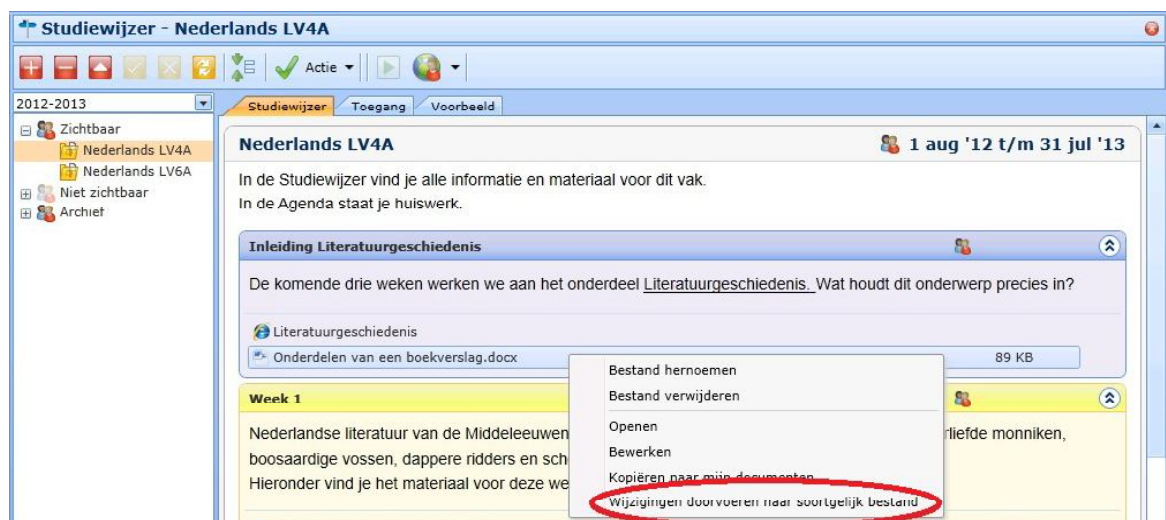 Studiewijzer - Nederlands LV4A
Actie
2012-2013
Zichtbaar
Nederlands LV4A
Nederlands LV6A
Niet zichtbaar
Archief
Studiewijzer Toegang Voorbeeld
Nederlands LV4A 1 aug '12 t/m 31 jul '13
In de Studiewijzer vind je alle informatie en materiaal voor dit vak.
In de Agenda staat je huiswerk.
Inleiding Literatuurgeschiedenis
De komende drie weken werken we aan het onderdeel Literatuurgeschiedenis. Wat houdt dit onderwerp precies in?
Literatuurgeschiedenis
Onderdelen van een boekverslag.docx 89 KB
Week 1
Nederlandse literatuur van de Middeleeuwen rliefde monniken,
boosaardige vossen, dappere ridders en sch
Hieronder vind je het materiaal voor deze we
Bestand hernoemen
Bestand verwijderen
Openen
Bewerken
Kopiëren naar mijn documenten
Wijzigingen doorvoeren naar soortgelijk bestand